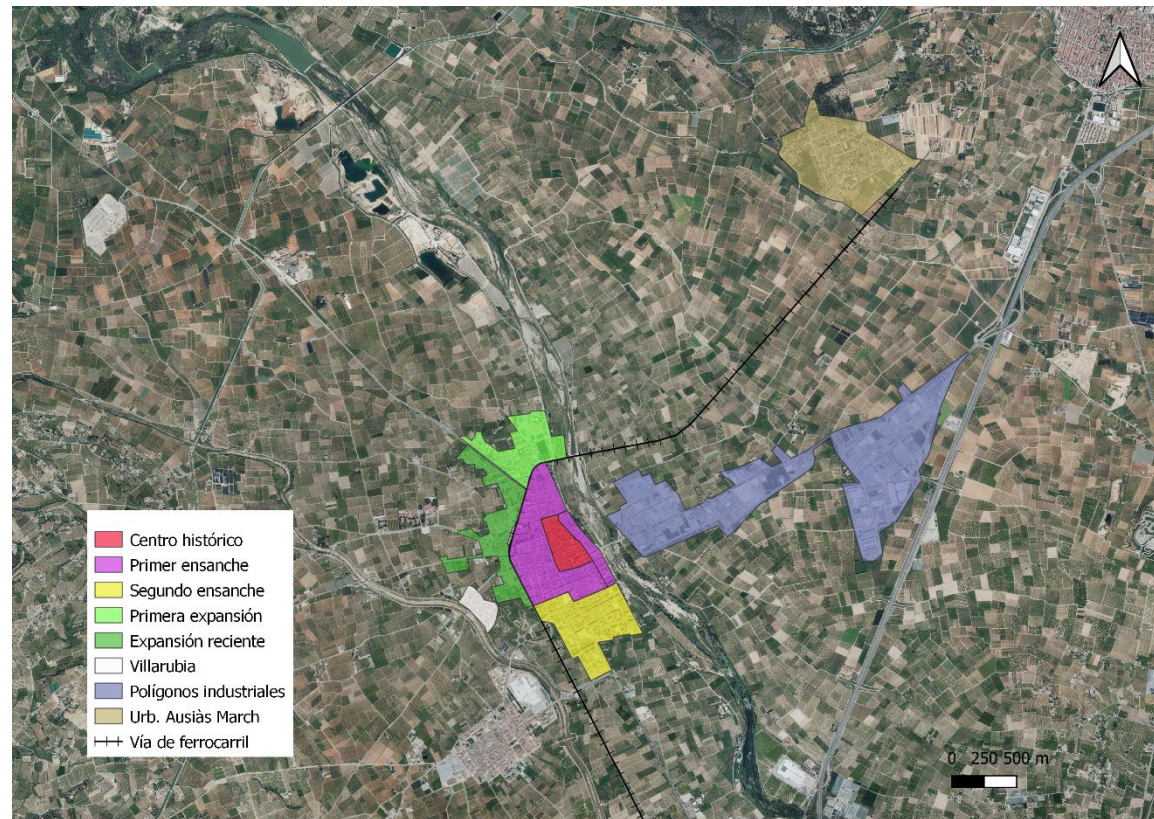 Centro histórico
Primer ensanche
Segundo ensanche
Primera expansión
Expansión reciente
Villarubia
Polígonos industriales
Urb. Ausiàs March
Vía de ferrocarril
0 250 500 m